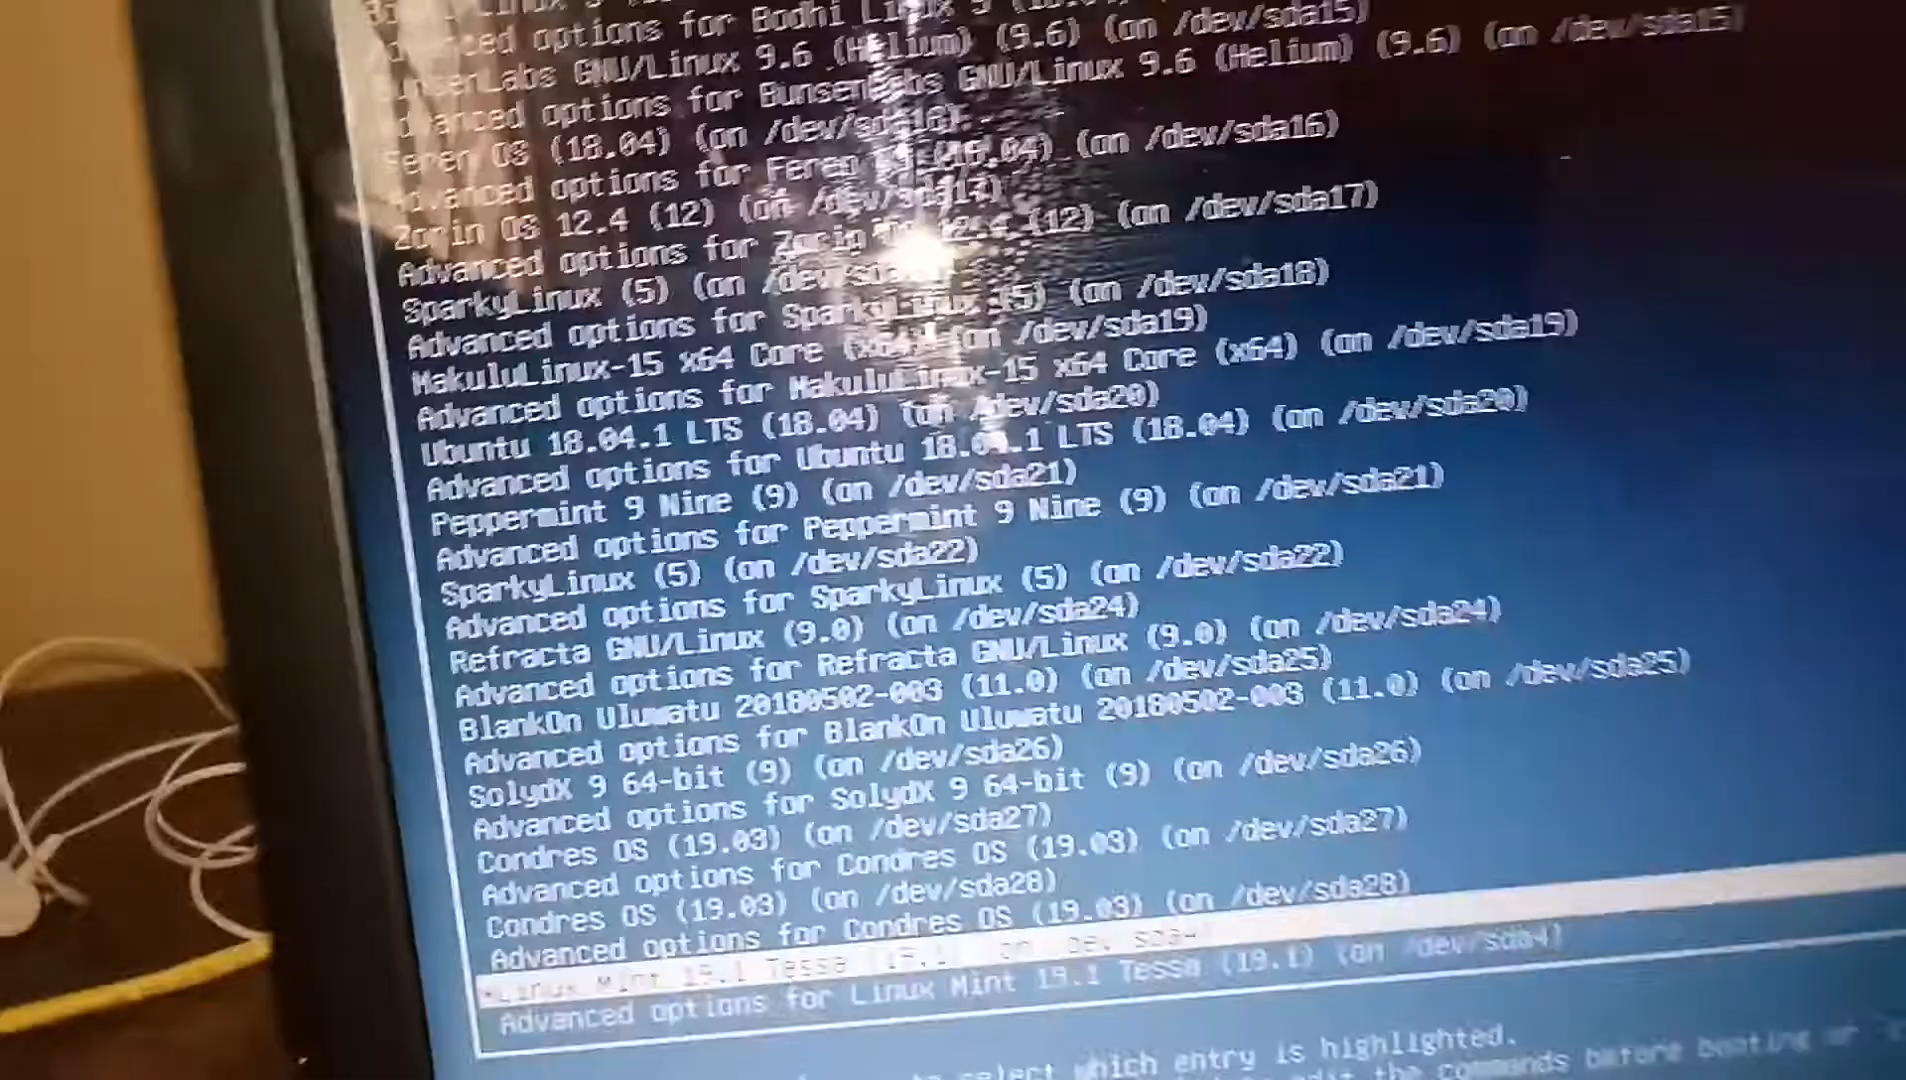 Advanced options for Bodhi Linux 9
BunsenLabs GNU/Linux 9.6 (Helium) (9.6) (on /dev/sda15)
Advanced options for BunsenLabs GNU/Linux 9.6 (Helium) (9.6) (on /dev/sda15)
Feren OS (18.04) (on /dev/sda16)
Advanced options for Feren OS (18.04) (on /dev/sda16)
Zorin OS 12.4 (12) (on /dev/sda17)
Advanced options for Zorin OS 12.4 (12) (on /dev/sda17)
SparkyLinux (5) (on /dev/sda18)
Advanced options for SparkyLinux (5) (on /dev/sda18)
MakuluLinux-15 x64 Core (x64) (on /dev/sda19)
Advanced options for MakuluLinux-15 x64 Core (x64) (on /dev/sda19)
Ubuntu 18.04.1 LTS (18.04) (on /dev/sda20)
Advanced options for Ubuntu 18.04.1 LTS (18.04) (on /dev/sda20)
Peppermint 9 Nine (9) (on /dev/sda21)
Advanced options for Peppermint 9 Nine (9) (on /dev/sda21)
SparkyLinux (5) (on /dev/sda22)
Advanced options for SparkyLinux (5) (on /dev/sda22)
Refracta GNU/Linux (9.0) (on /dev/sda24)
Advanced options for Refracta GNU/Linux (9.0) (on /dev/sda24)
BlankOn Uluwatu 20180502-003 (11.0) (on /dev/sda25)
Advanced options for BlankOn Uluwatu 20180502-003 (11.0) (on /dev/sda25)
SolydX 9 64-bit (9) (on /dev/sda26)
Advanced options for SolydX 9 64-bit (9) (on /dev/sda26)
Condres OS (19.03) (on /dev/sda27)
Advanced options for Condres OS (19.03) (on /dev/sda27)
Condres OS (19.03) (on /dev/sda28)
Advanced options for Condres OS (19.03) (on /dev/sda28)
*Linux Mint 19.1 Tessa (19.1) (on /dev/sda4)
Advanced options for Linux Mint 19.1 Tessa (19.1) (on /dev/sda4)
to select which entry is highlighted.
edit the commands before booting or